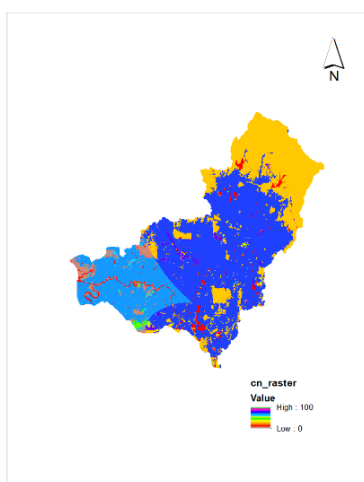 N
cn_raster
Value
High : 100
Low : 0